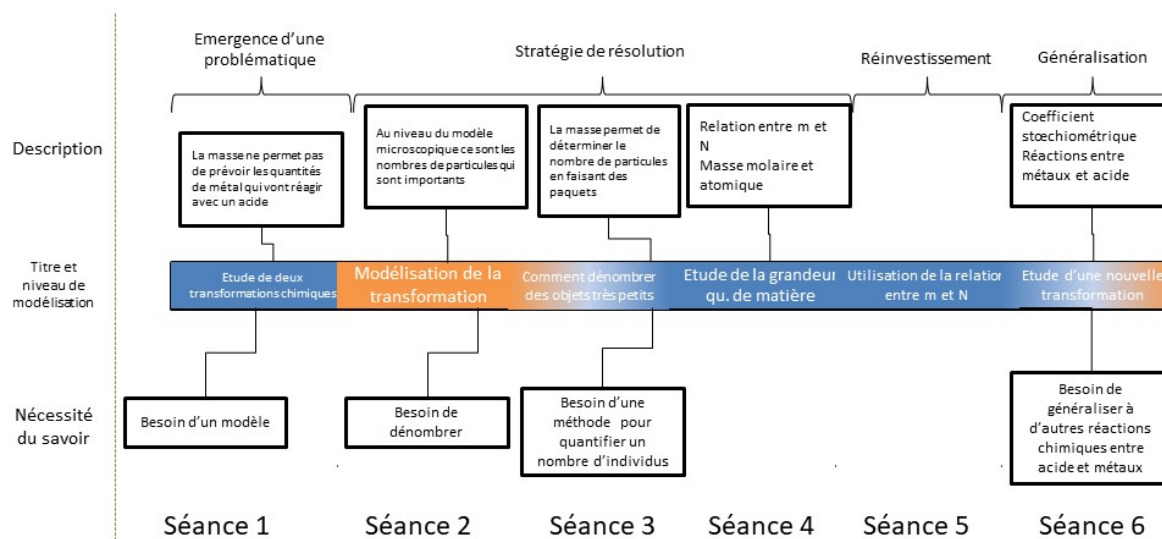 Emergence d'une
problématique
Stratégie de résolution
Réinvestissement
Généralisation
Description
La masse ne permet pas
de prévoir les quantités
de métal qui vont réagir
avec un acide
Au niveau du modèle
microscopique ce sont les
nombres de particules qui
sont importants
La masse permet de
déterminer le
nombre de particules
en faisant des
paquets
Relation entre m et
N
Masse molaire et
atomique
Coefficient
stœchiométrique
Réactions entre
métaux et acide
Titre et
niveau de
modélisation
Etude de deux
transformations chimiques
Modélisation de la
transformation
Comment dénombrer
des objets très petits
Etude de la grandeur
qu. de matière
Utilisation de la relation
entre m et N
Etude d'une nouvelle
transformation
Nécessité
du savoir
Besoin d'un modèle
Besoin de
dénombrer
Besoin d'une
méthode pour
quantifier un
nombre d'individus
Besoin de
généraliser à
d'autres réactions
chimiques entre
acide et métaux
Séance 1
Séance 2
Séance 3
Séance 4
Séance 5
Séance 6